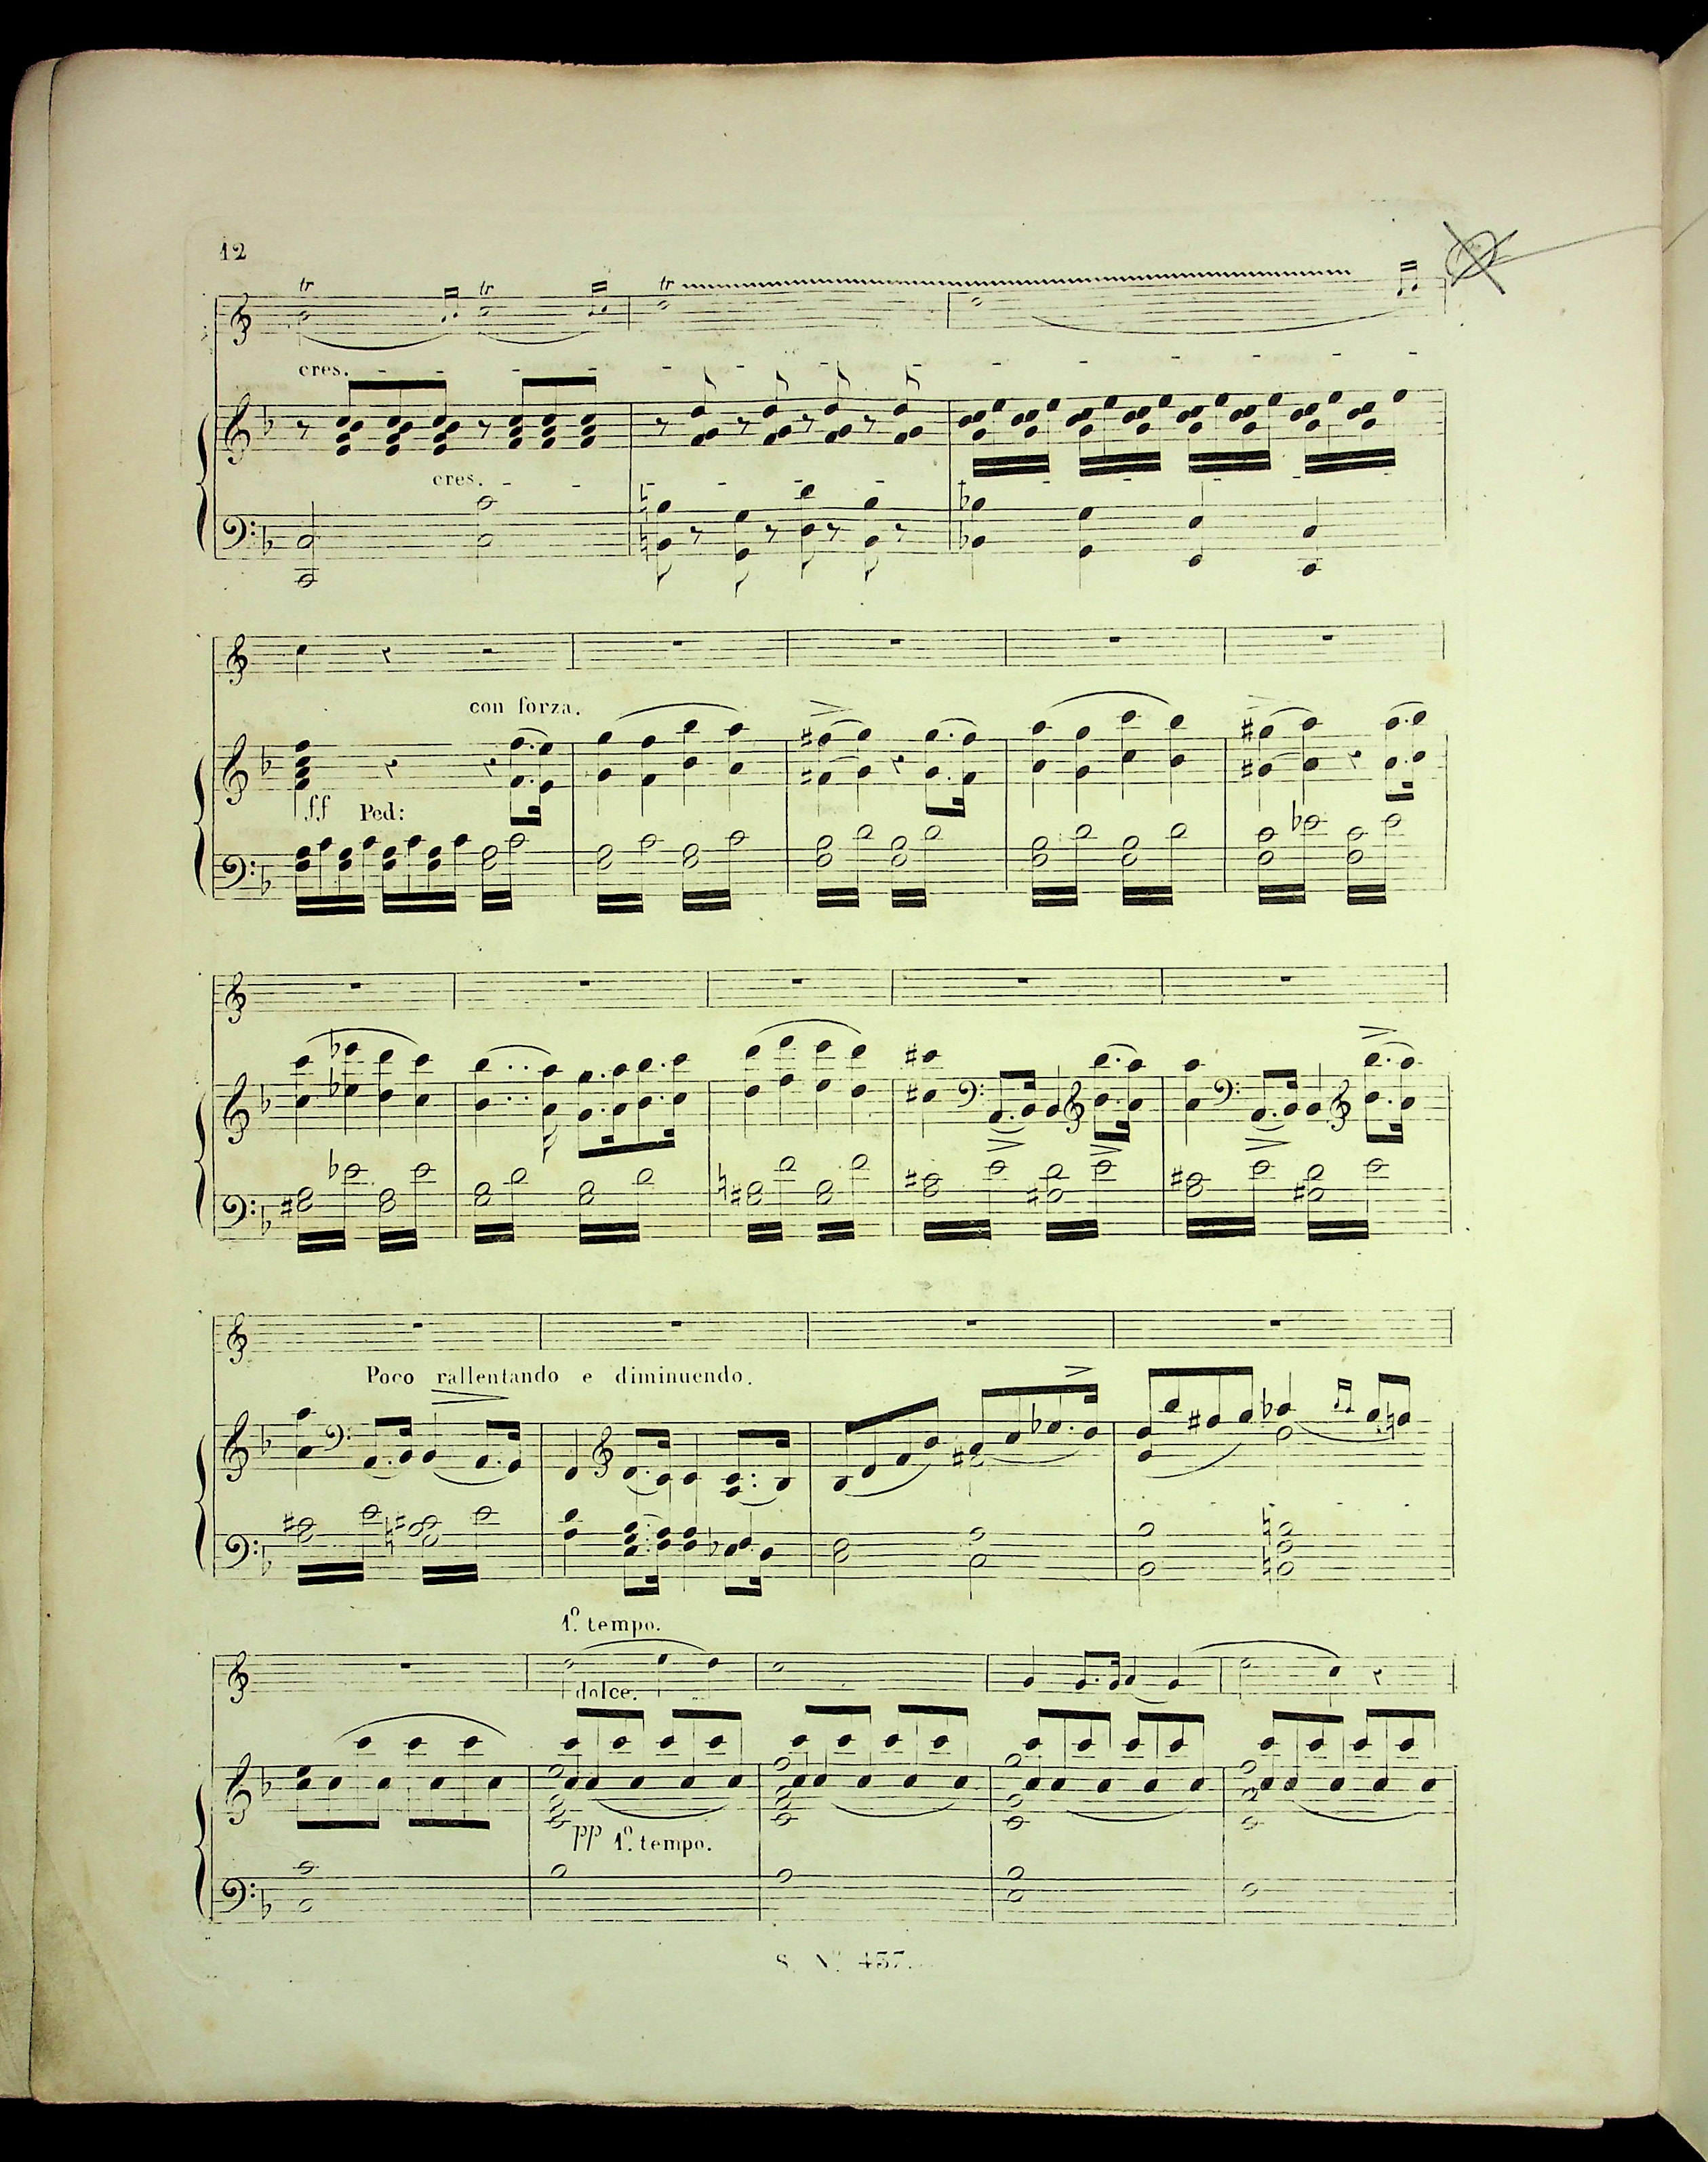 12
tr tr tr
cres.
cres.
con forza.
ff Ped:
Poco rallentando e diminuendo.
1º. tempo.
dolce.
pp 1º. tempo.
S. Nº. 437.